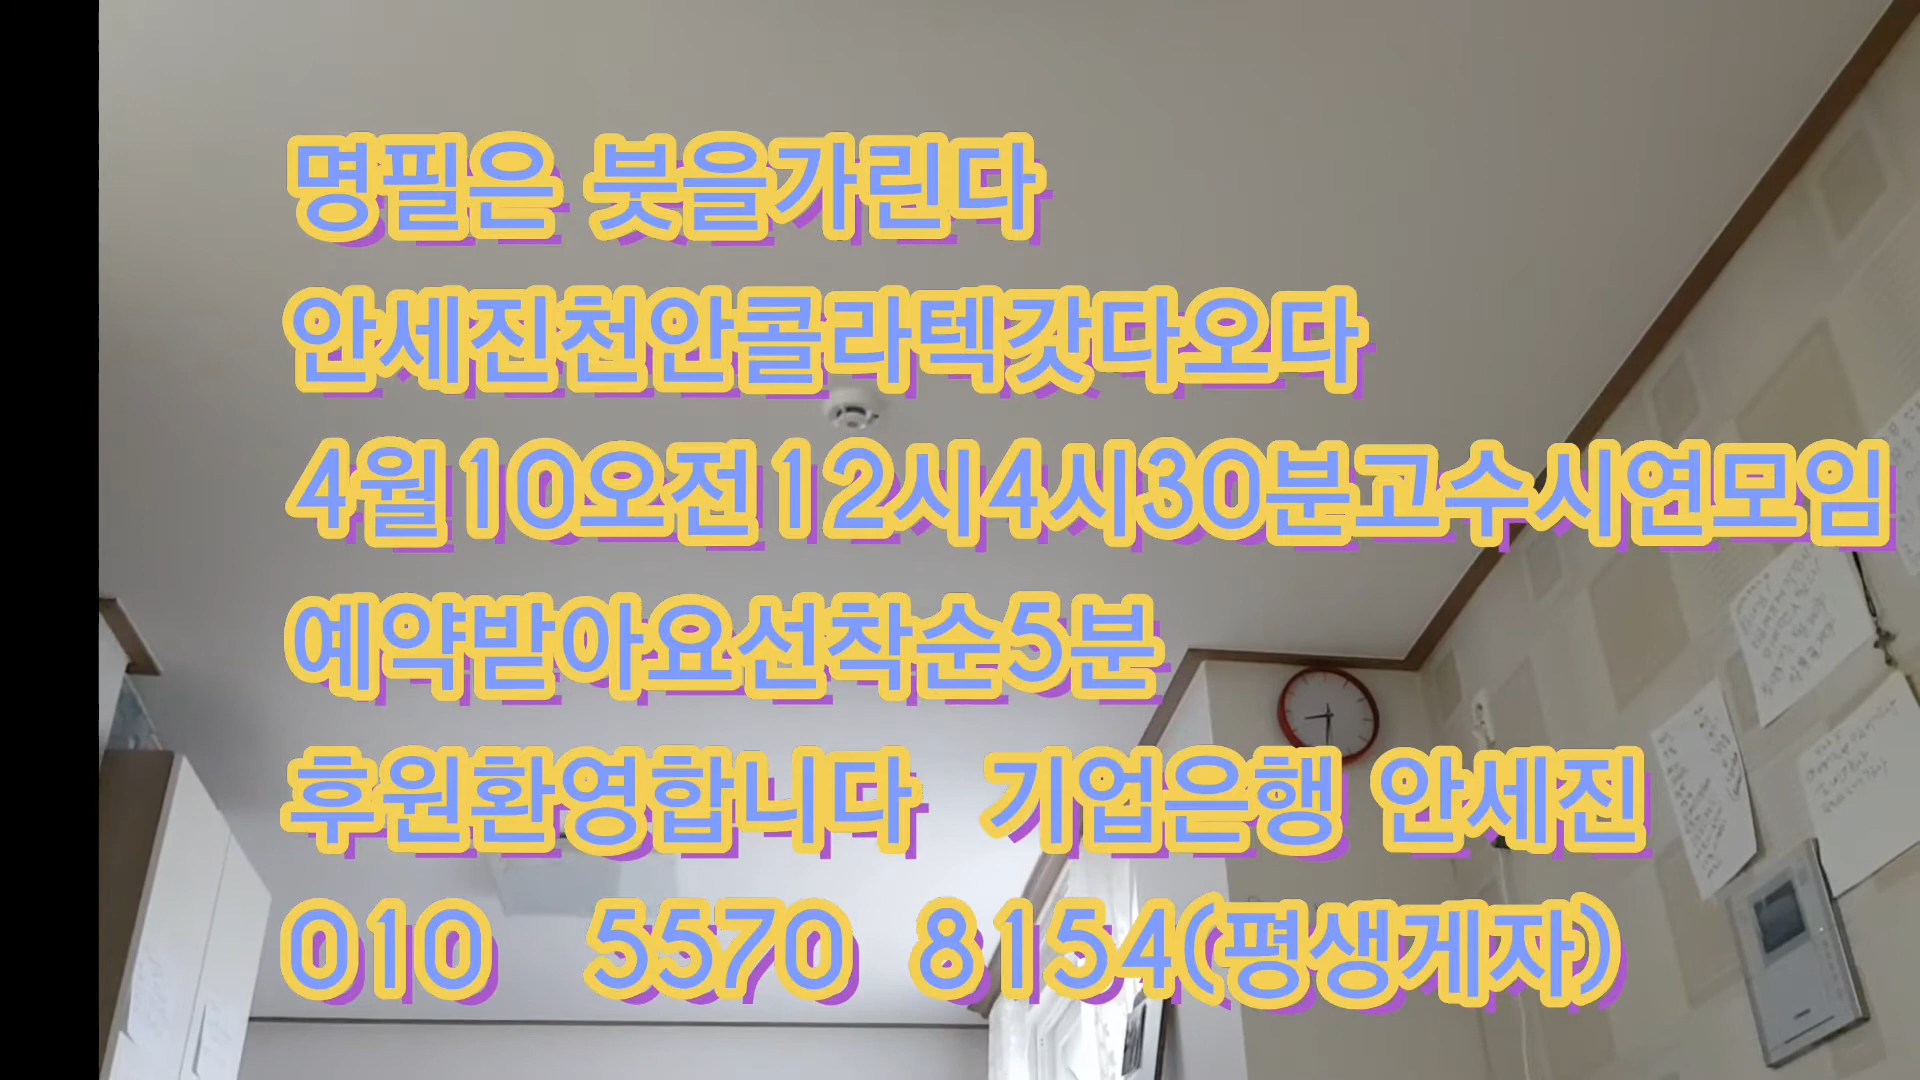 명필은 붓을가린다
안세진천안콜라텍갓다오다
4월10오전12시4시30분고수시연모임
예약받아요선착순5분
후원환영합니다 기업은행 안세진
010 5570 8154(평생게자)